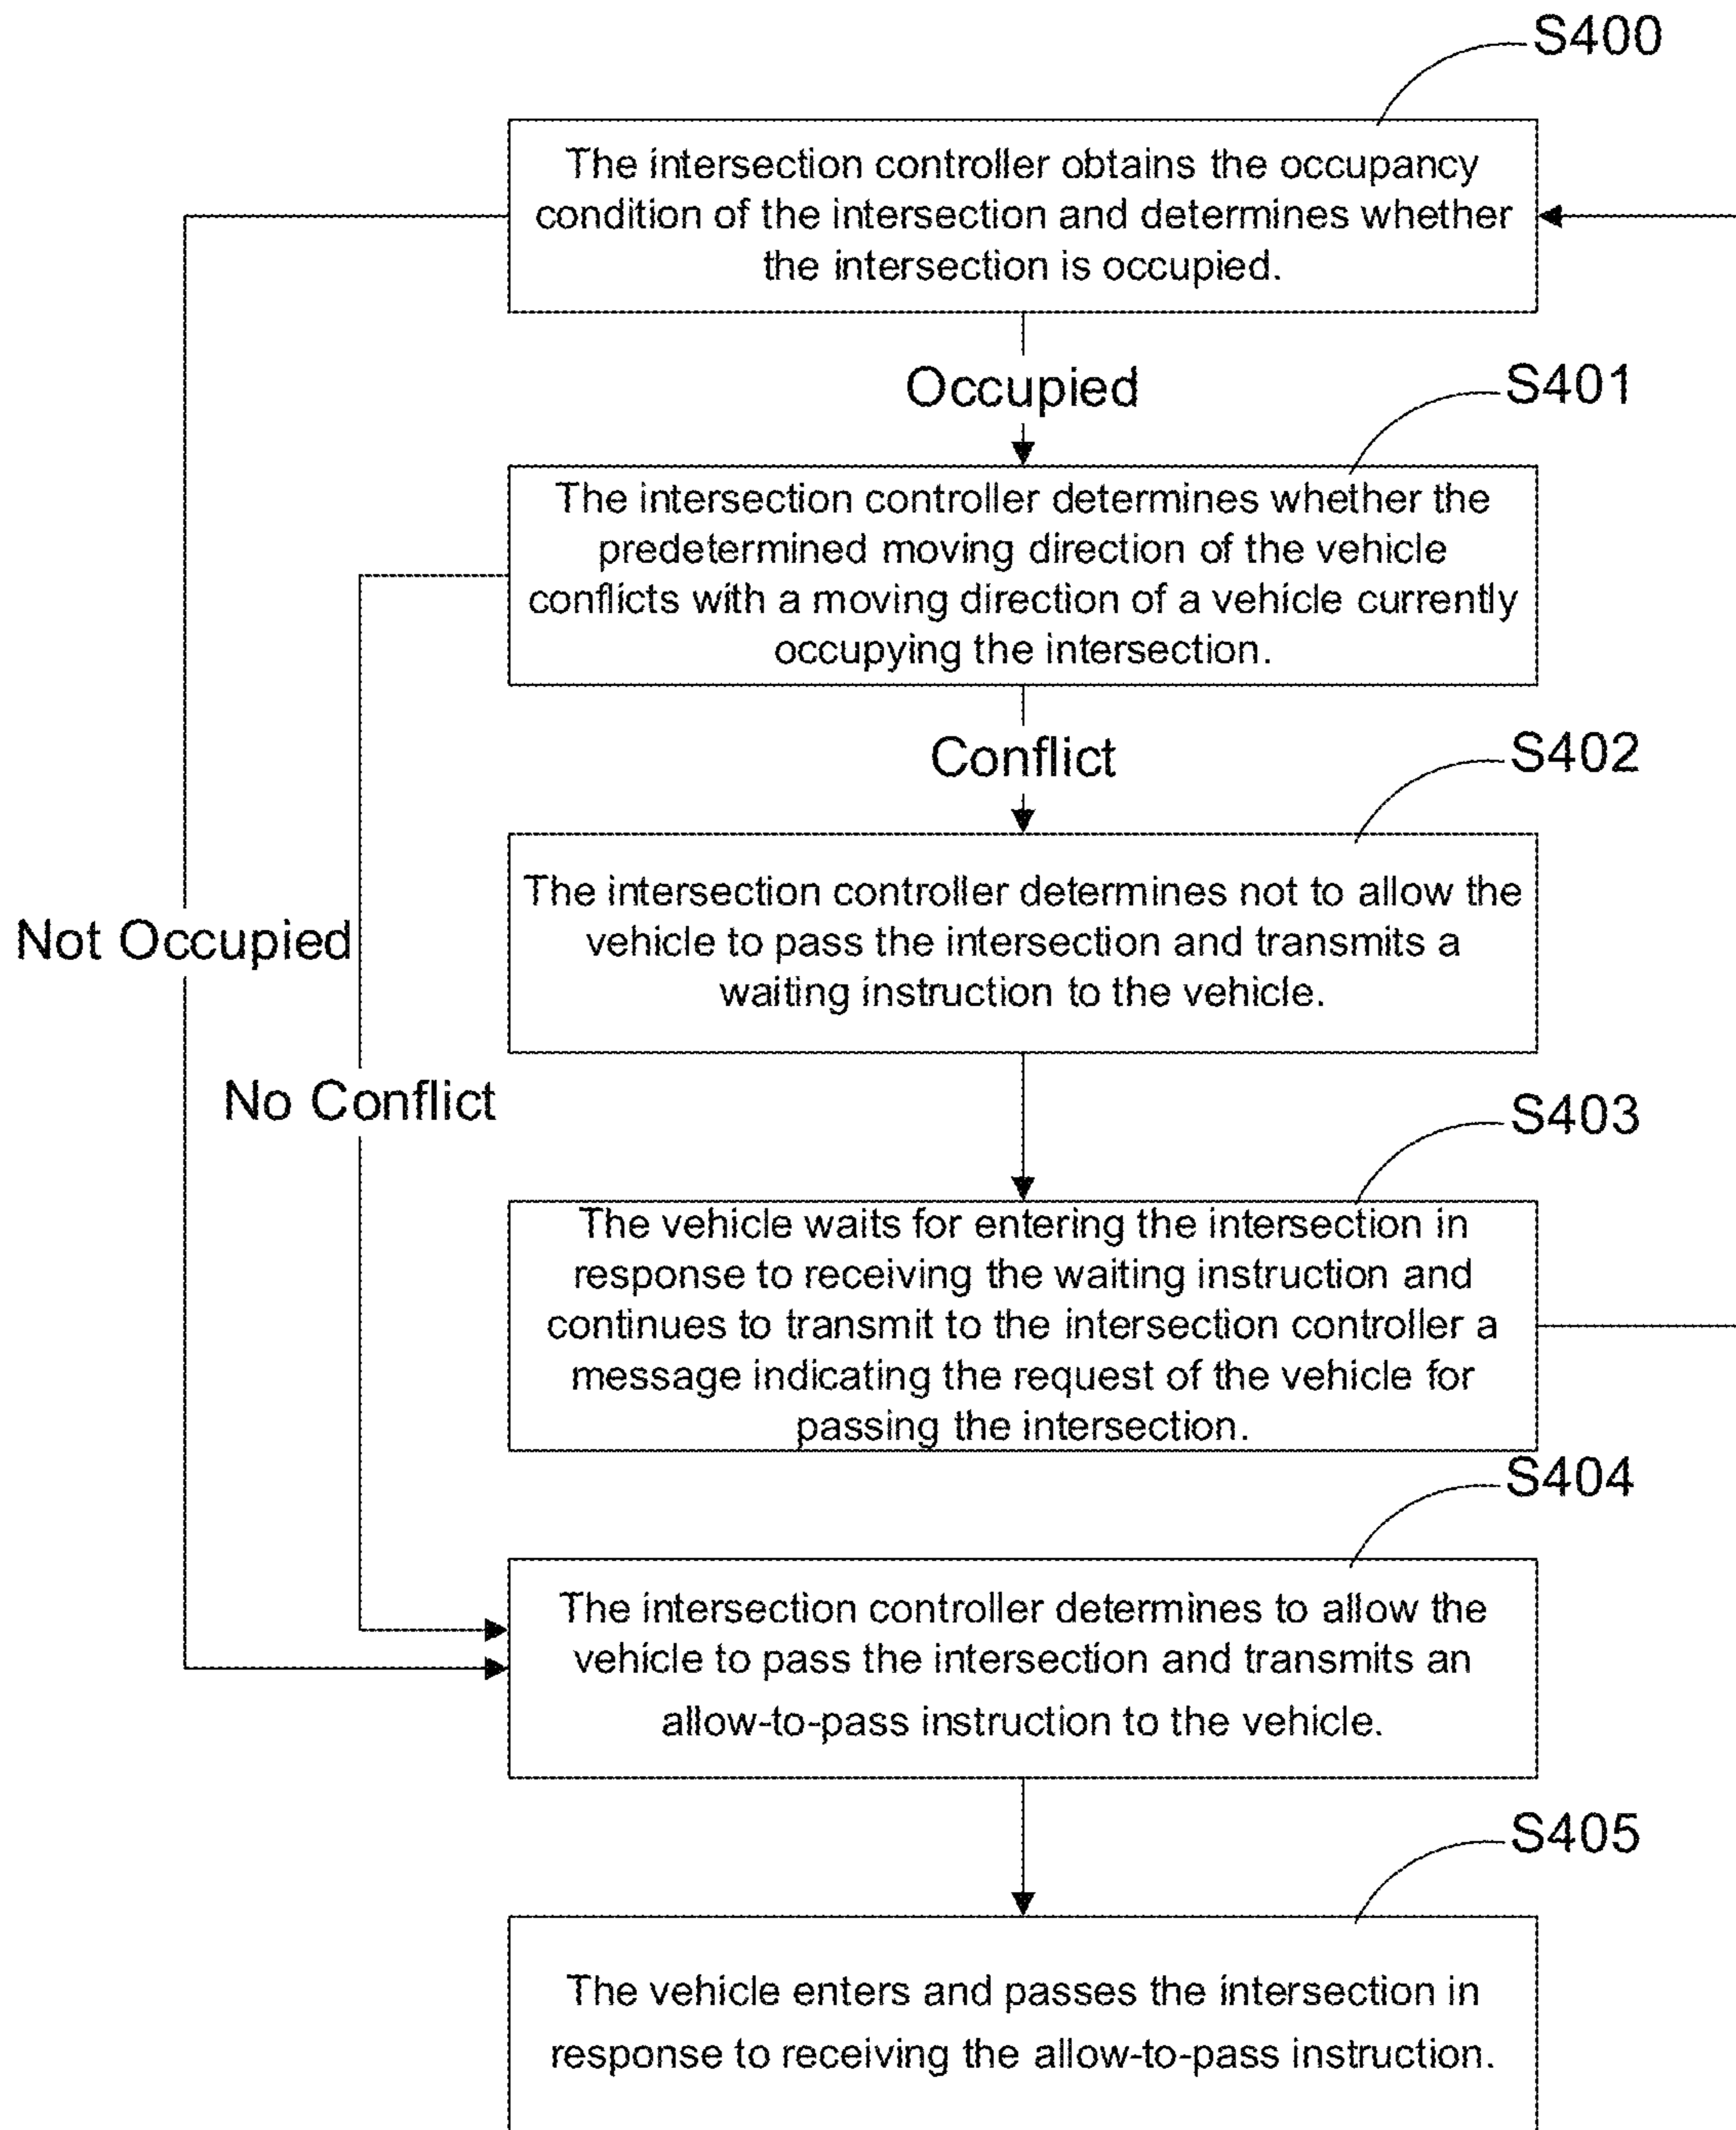 S400
The intersection controller obtains the occupancy
condition of the intersection and determines whether
the intersection is occupied.
Occupied
S401
The intersection controller determines whether the
predetermined moving direction of the vehicle
conflicts with a moving direction of a vehicle currently
occupying the intersection.
Conflict
S402
The intersection controller determines not to allow the
vehicle to pass the intersection and transmits a
waiting instruction to the vehicle.
Not Occupied
No Conflict
S403
The vehicle waits for entering the intersection in
response to receiving the waiting instruction and
continues to transmit to the intersection controller a
message indicating the request of the vehicle for
passing the intersection.
S404
The intersection controller determines to allow the
vehicle to pass the intersection and transmits an
allow-to-pass instruction to the vehicle.
S405
The vehicle enters and passes the intersection in
response to receiving the allow-to-pass instruction.